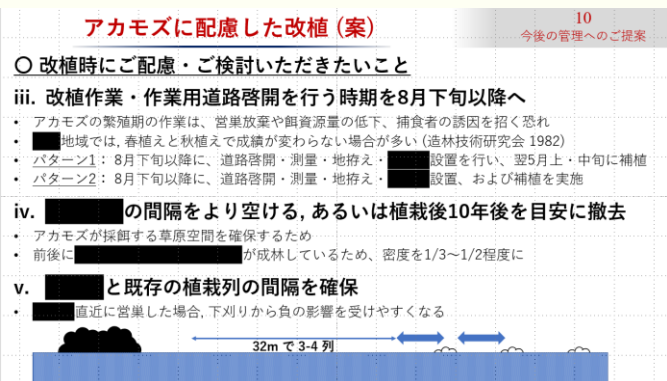 アカモズに配慮した改植 (案)
10
今後の管理へのご提案
〇 改植時にご配慮・ご検討いただきたいこと
iii. 改植作業・作業用道路啓開を行う時期を8月下旬以降へ
• アカモズの繁殖期の作業は、営巣放棄や餌資源量の低下、捕食者の誘因を招く恐れ
• 地域では, 春植えと秋植えで成績が変わらない場合が多い (造林技術研究会 1982)
• パターン1： 8月下旬以降に、道路啓開・測量・地拵え・設置を行い、翌5月上・中旬に補植
• パターン2： 8月下旬以降に、道路啓開・測量・地拵え・設置、および補植を実施
iv. の間隔をより空ける, あるいは植栽後10年後を目安に撤去
• アカモズが採餌する草原空間を確保するため
• 前後にが成林しているため、密度を1/3～1/2程度に
v. と既存の植栽列の間隔を確保
• 直近に営巣した場合, 下刈りから負の影響を受けやすくなる
32m で 3-4 列